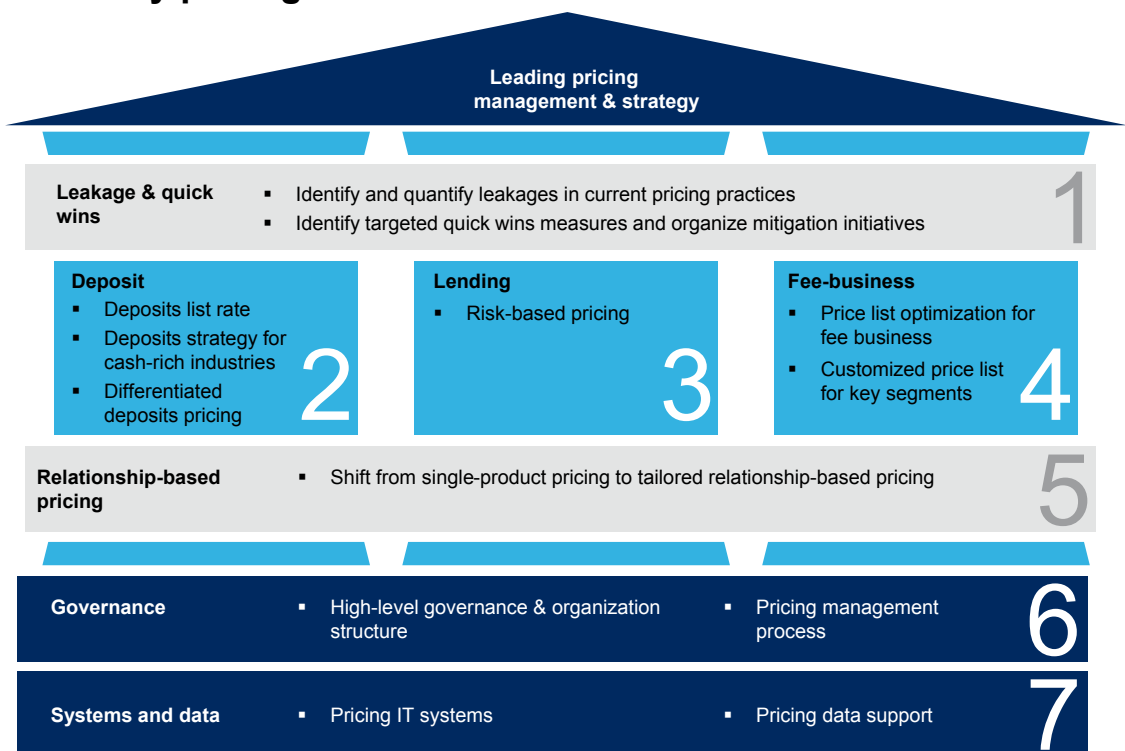 Leading pricing
management & strategy
Leakage & quick
wins
▪ Identify and quantify leakages in current pricing practices
▪ Identify targeted quick wins measures and organize mitigation initiatives
1
Deposit
▪ Deposits list rate
▪ Deposits strategy for
cash-rich industries
▪ Differentiated
deposits pricing
2
Lending
▪ Risk-based pricing
3
Fee-business
▪ Price list optimization for
fee business
▪ Customized price list
for key segments
4
Relationship-based
pricing
▪ Shift from single-product pricing to tailored relationship-based pricing
5
Governance
▪ High-level governance & organization
structure
▪ Pricing management
process
6
Systems and data
▪ Pricing IT systems
▪ Pricing data support
7